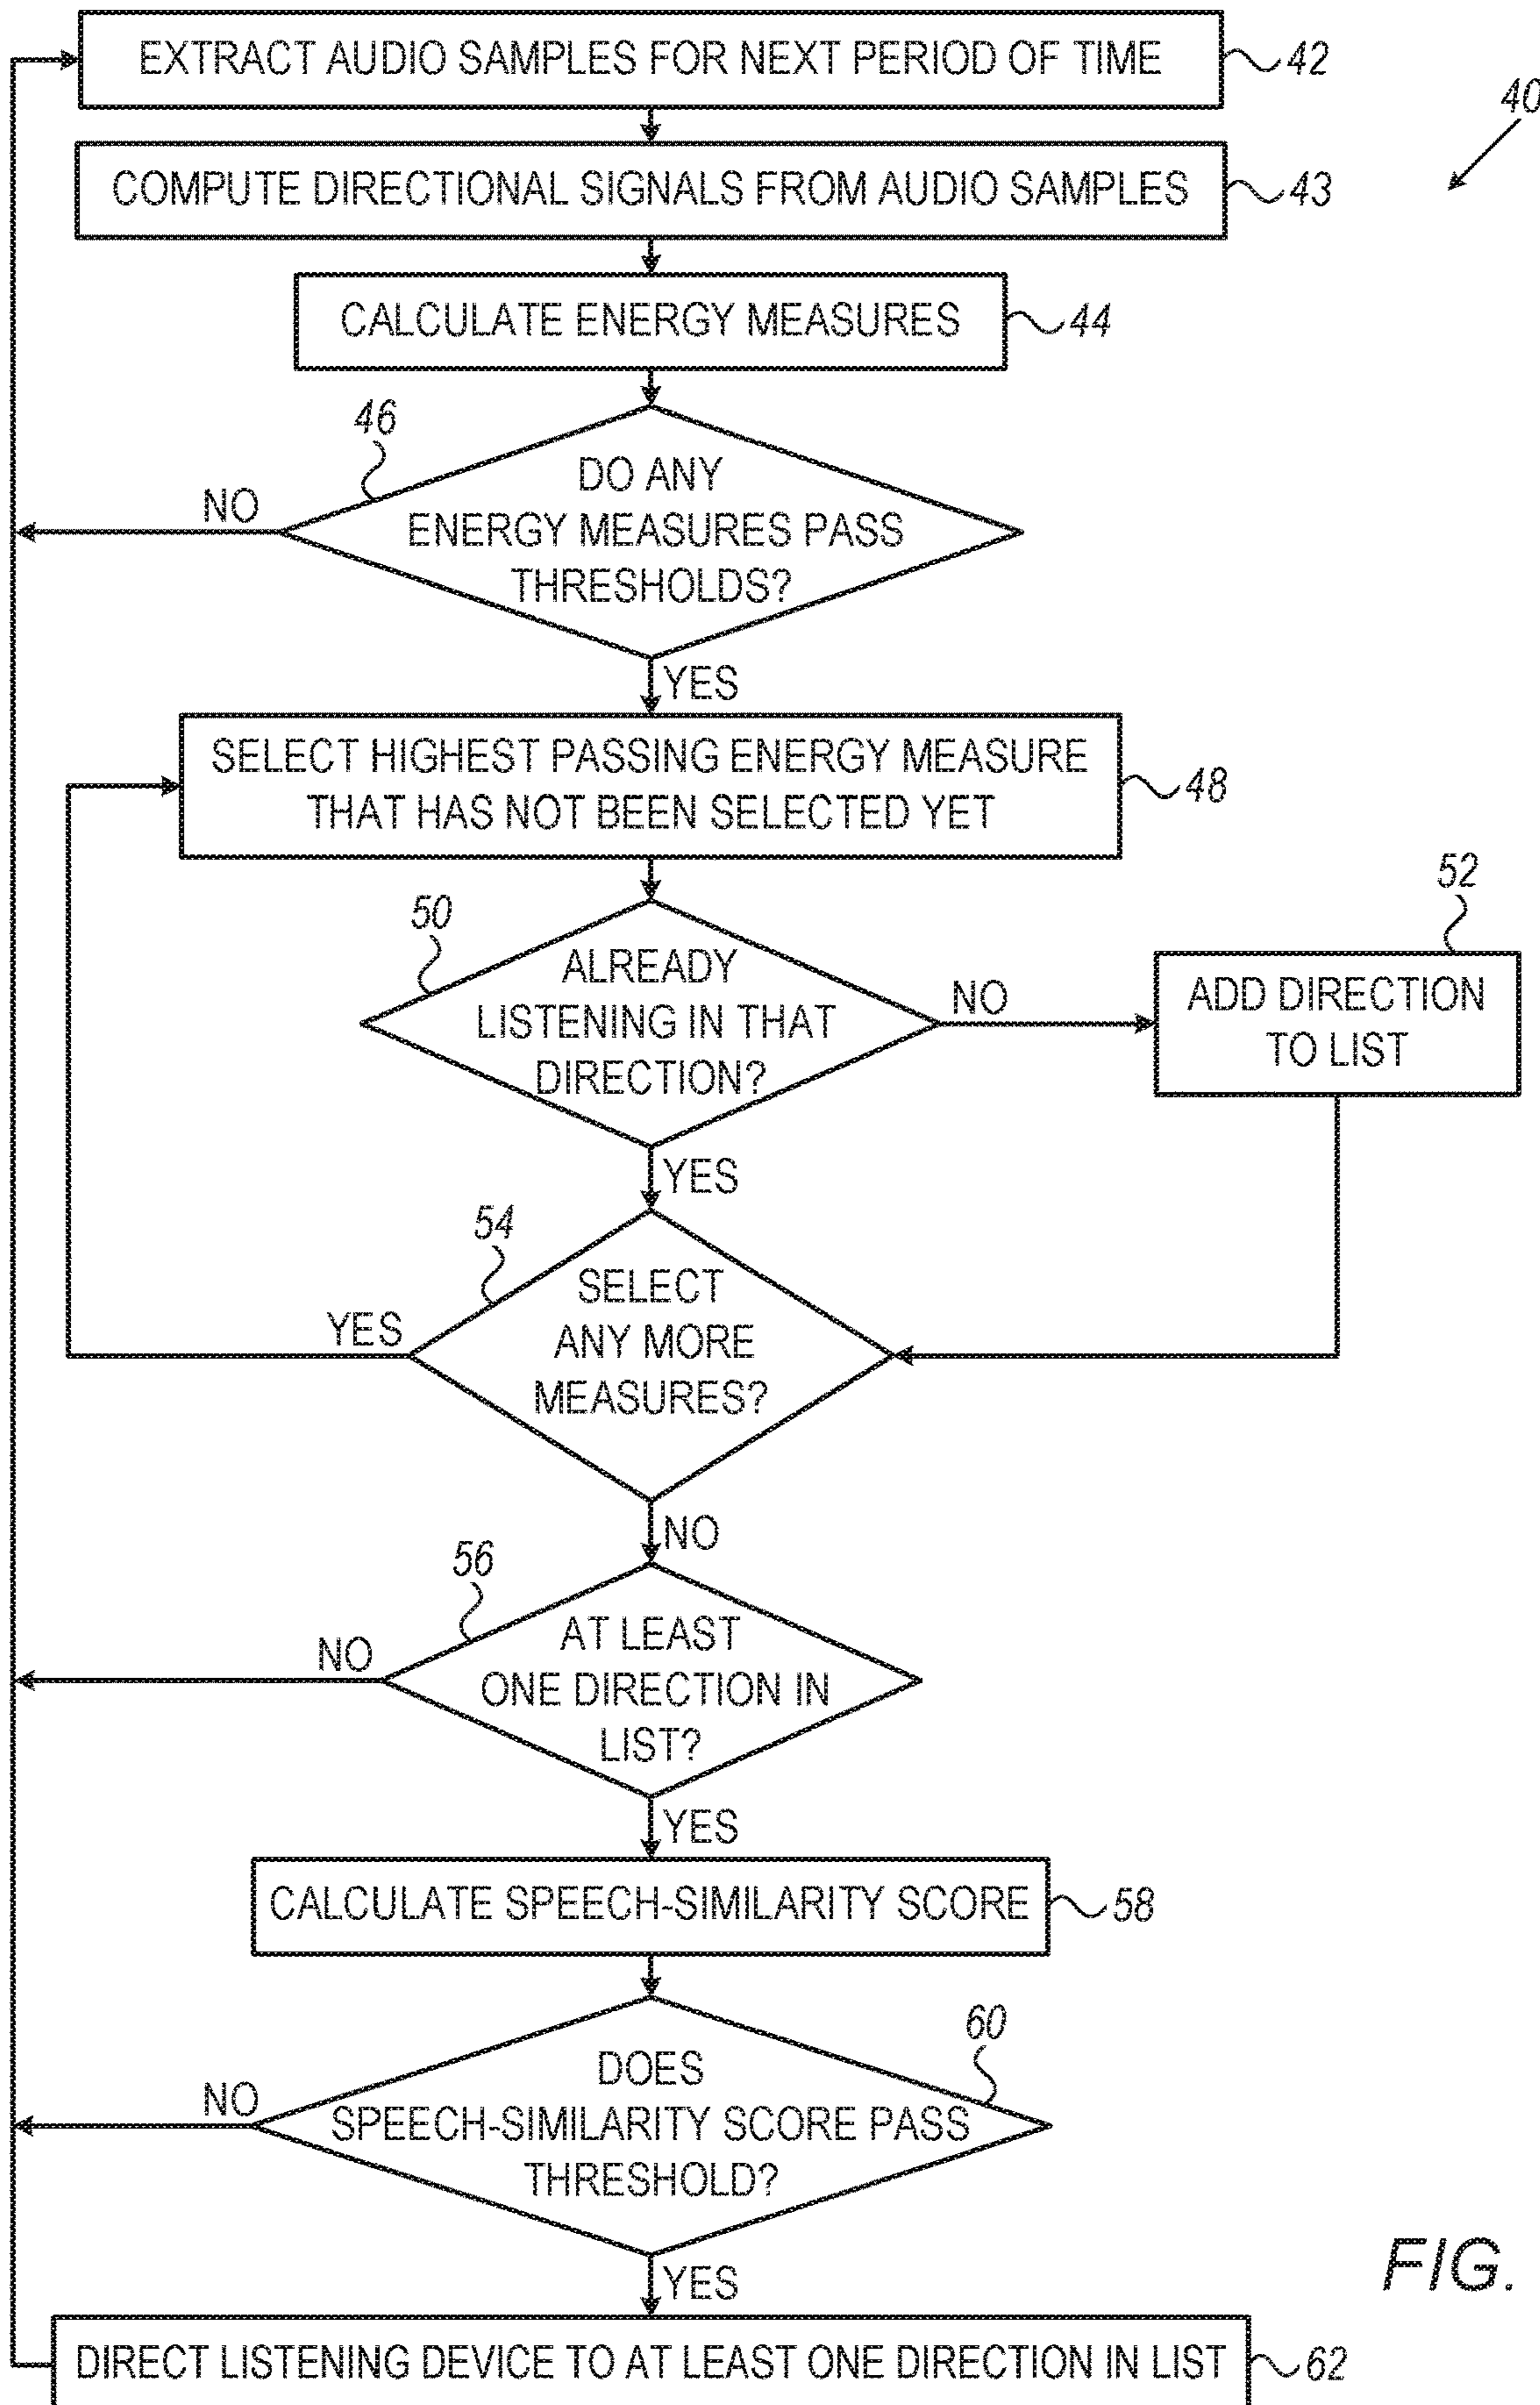 EXTRACT AUDIO SAMPLES FOR NEXT PERIOD OF TIME
42
40
COMPUTE DIRECTIONAL SIGNALS FROM AUDIO SAMPLES
43
CALCULATE ENERGY MEASURES
44
46
DO ANY
ENERGY MEASURES PASS
THRESHOLDS?
NO
YES
SELECT HIGHEST PASSING ENERGY MEASURE
THAT HAS NOT BEEN SELECTED YET
48
50
ALREADY
LISTENING IN THAT
DIRECTION?
NO
52
ADD DIRECTION
TO LIST
YES
54
SELECT
ANY MORE
MEASURES?
YES
NO
56
AT LEAST
ONE DIRECTION IN
LIST?
NO
YES
CALCULATE SPEECH-SIMILARITY SCORE
58
60
DOES
SPEECH-SIMILARITY SCORE PASS
THRESHOLD?
NO
YES
FIG.
DIRECT LISTENING DEVICE TO AT LEAST ONE DIRECTION IN LIST
62